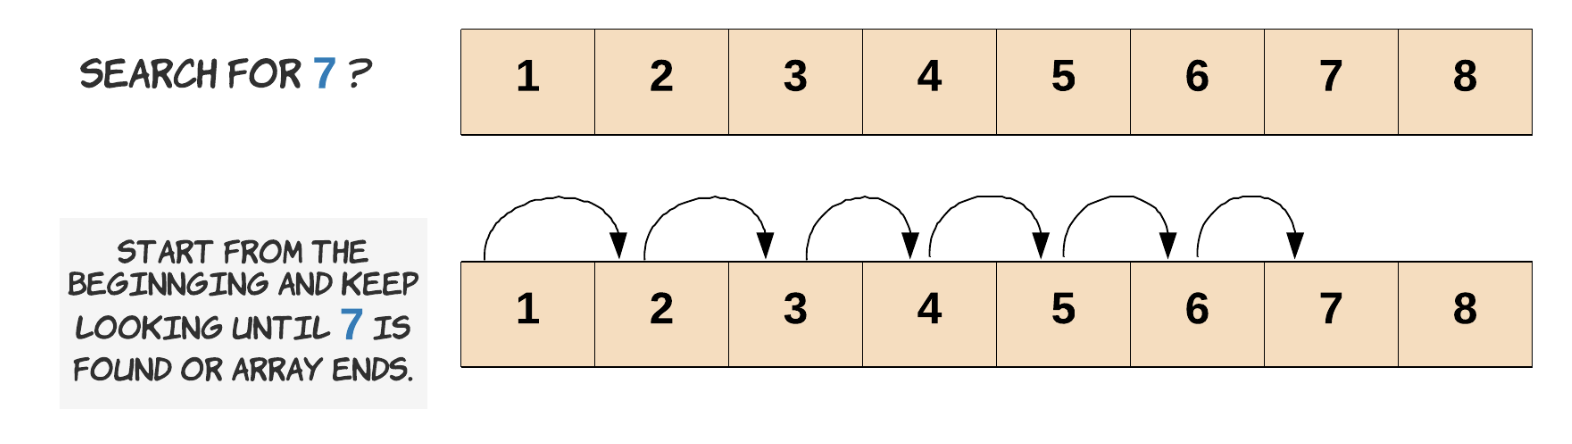 SEARCH FOR 7 ?
1 2 3 4 5 6 7 8
START FROM THE
BEGINNGING AND KEEP
LOOKING UNTIL 7 IS
FOUND OR ARRAY ENDS.
1 2 3 4 5 6 7 8